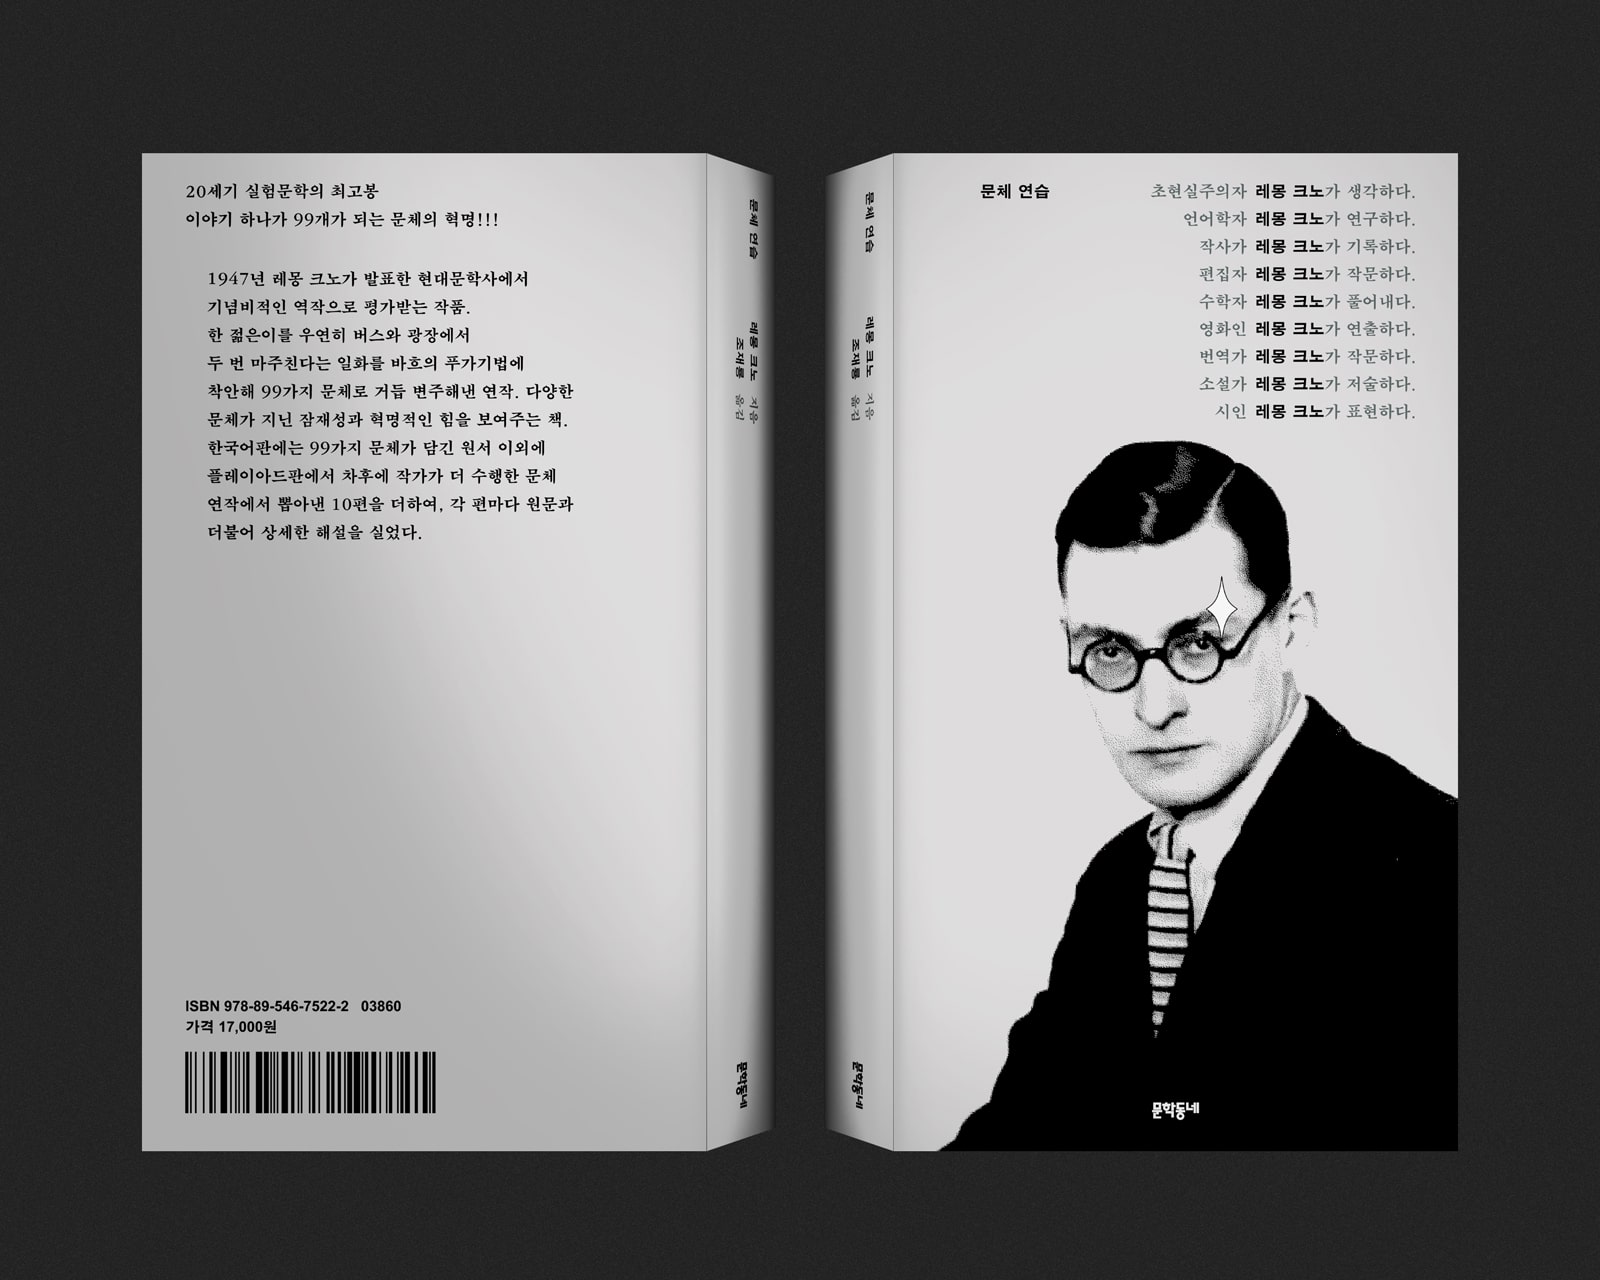 20세기 실험문학의 최고봉
이야기 하나가 99개가 되는 문체의 혁명!!!
1947년 레몽 크노가 발표한 현대문학사에서
기념비적인 역작으로 평가받는 작품.
한 젊은이를 우연히 버스와 광장에서
두 번 마주친다는 일화를 바흐의 푸가기법에
착안해 99가지 문체로 거듭 변주해낸 연작. 다양한
문체가 지닌 잠재성과 혁명적인 힘을 보여주는 책.
한국어판에는 99가지 문체가 담긴 원서 이외에
플레이아드판에서 차후에 작가가 더 수행한 문체
연작에서 뽑아낸 10편을 더하여, 각 편마다 원문과
더불어 상세한 해설을 실었다.
ISBN 978-89-546-7522-2 03860
가격 17,000원
문체 연습
레몽 크노 지음
조재룡 옮김
문학동네
문체 연습
레몽 크노 지음
조재룡 옮김
문학동네
문체 연습
초현실주의자 레몽 크노가 생각하다.
언어학자 레몽 크노가 연구하다.
작사가 레몽 크노가 기록하다.
편집자 레몽 크노가 작문하다.
수학자 레몽 크노가 풀어내다.
영화인 레몽 크노가 연출하다.
번역가 레몽 크노가 작문하다.
소설가 레몽 크노가 저술하다.
시인 레몽 크노가 표현하다.
문학동네